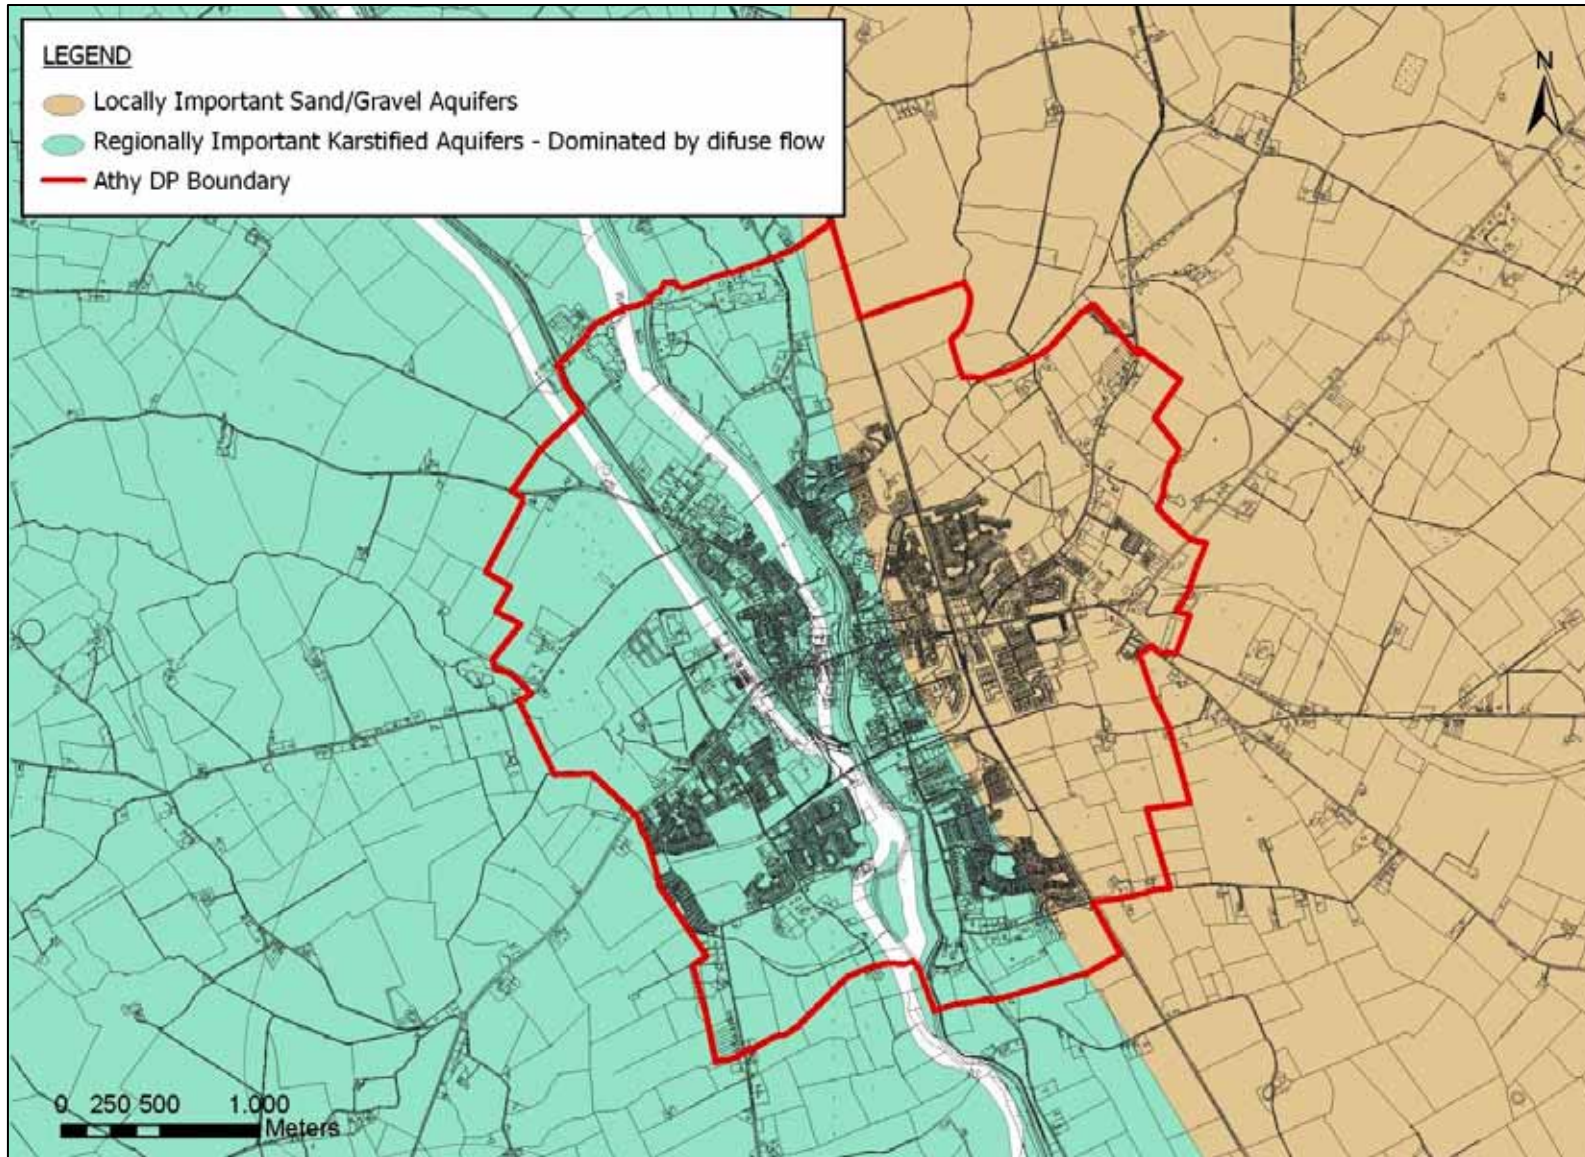 LEGEND
Locally Important Sand/Gravel Aquifers
Regionally Important Karstified Aquifers - Dominated by difuse flow
Athy DP Boundary
N
0 250 500 1.000
Meters